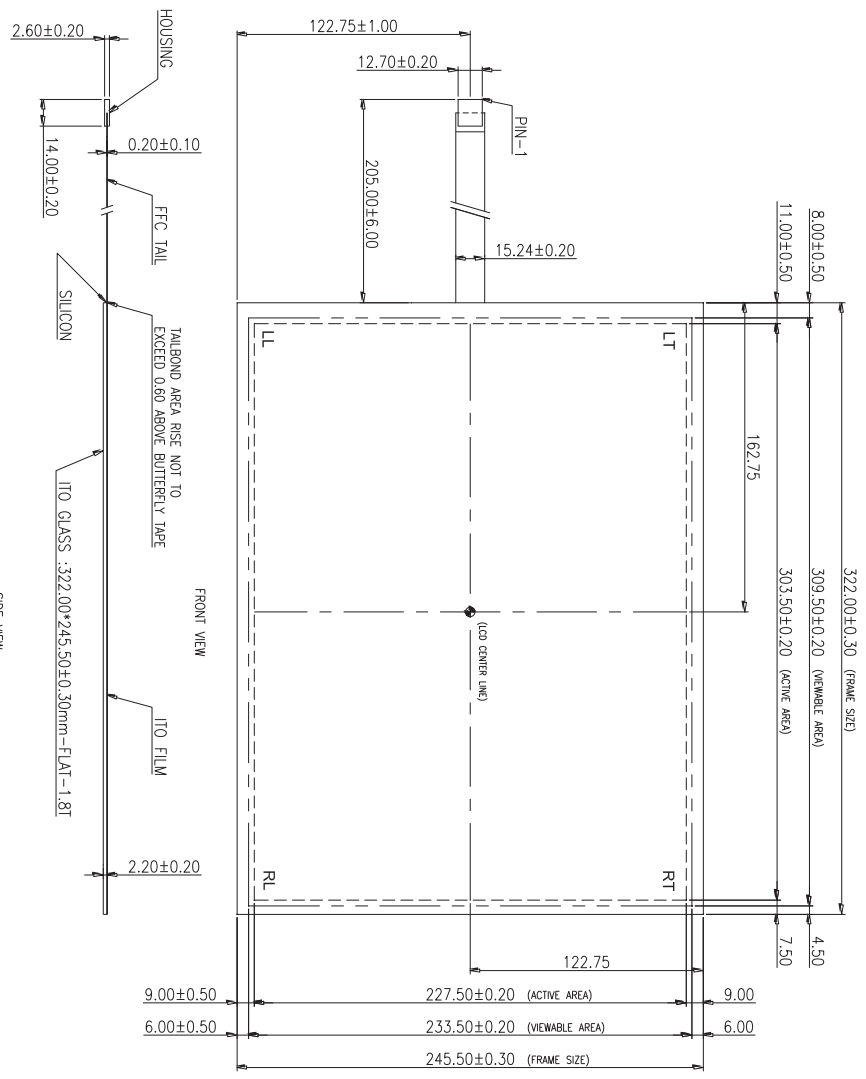 122.75±1.00
12.70±0.20
PIN-1
205.00±6.00
15.24±0.20
2.60±0.20
HOUSING
14.00±0.20
0.20±0.10
FFC TAIL
SILICON
TAILBOND AREA RISE NOT TO
EXCEED 0.60 ABOVE BUTTERFLY TAPE
ITO GLASS :322.00*245.50±0.30mm-FLAT-1.8T
ITO FILM
2.20±0.20
FRONT VIEW
8.00±0.50
11.00±0.50
322.00±0.30 (FRAME SIZE)
309.50±0.20 (VIEWABLE AREA)
303.50±0.20 (ACTIVE AREA)
162.75
4.50
7.50
LL
LT
RL
RT
(LCD CENTER LINE)
122.75
9.00±0.50
227.50±0.20 (ACTIVE AREA)
9.00
6.00±0.50
233.50±0.20 (VIEWABLE AREA)
6.00
245.50±0.30 (FRAME SIZE)